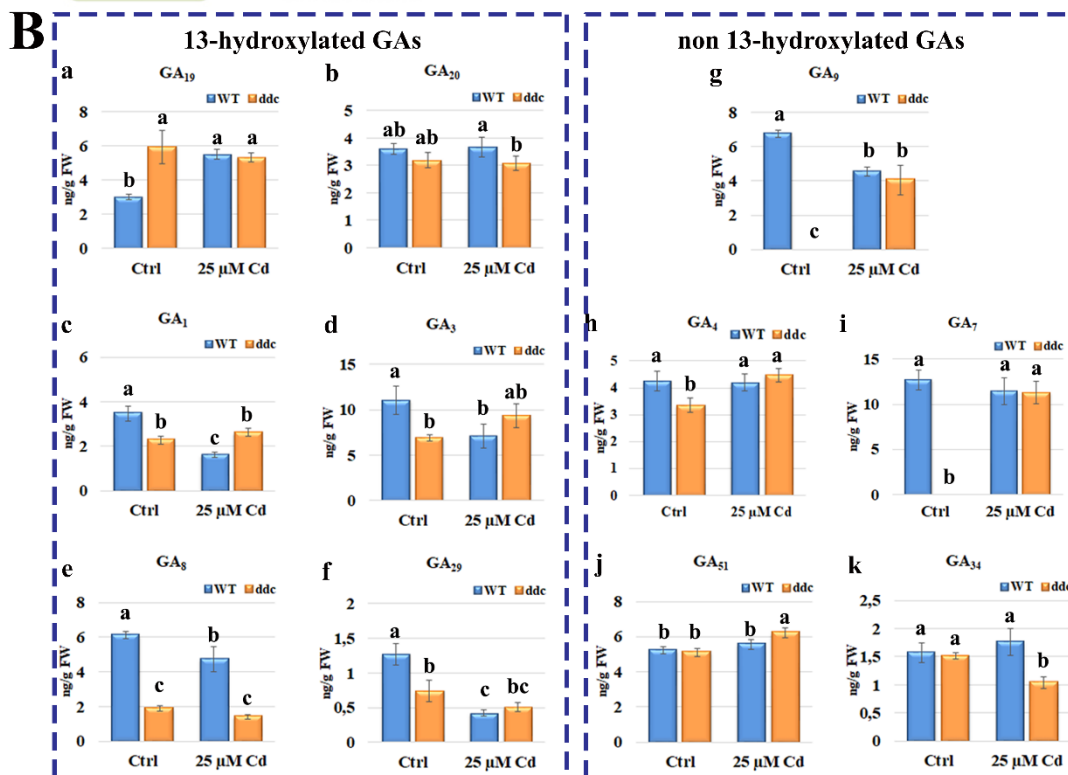 B
13-hydroxylated GAs
non 13-hydroxylated GAs
a
GA₁₉
WT ddc
ng/g FW
8
6
4
2
0
b
a
a
a
Ctrl
25 µM Cd
b
GA₂₀
WT ddc
ng/g FW
5
4
3
2
1
0
ab
ab
a
b
Ctrl
25 µM Cd
g
GA₉
WT ddc
ng/g FW
8
6
4
2
0
a
c
b
b
Ctrl
25 µM Cd
c
GA₁
WT ddc
ng/g FW
6
4
2
0
a
b
c
b
Ctrl
25 µM Cd
d
GA₃
WT ddc
ng/g FW
15
10
5
0
a
b
b
ab
Ctrl
25 µM Cd
h
GA₄
WT ddc
ng/g FW
5
4
3
2
1
0
a
b
a
a
Ctrl
25 µM Cd
i
GA₇
WT ddc
ng/g FW
15
10
5
0
a
b
a
a
Ctrl
25 µM Cd
e
GA₈
WT ddc
ng/g FW
8
6
4
2
0
a
c
b
c
Ctrl
25 µM Cd
f
GA₂₉
WT ddc
ng/g FW
2
1,5
1
0,5
0
a
b
c
bc
Ctrl
25 µM Cd
j
GA₅₁
WT ddc
ng/g FW
8
6
4
2
0
b
b
b
a
Ctrl
25 µM Cd
k
GA₃₄
WT ddc
ng/g FW
2,5
2
1,5
1
0,5
0
a
a
a
b
Ctrl
25 µM Cd